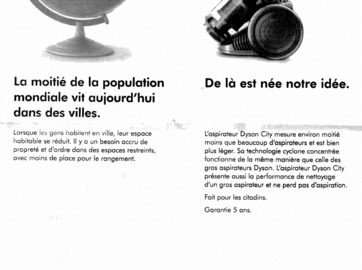 La moitié de la population
mondiale vit aujourd'hui
dans des villes.
Lorsque les gens habitent en ville, leur espace
habitable se réduit. Il y a un besoin accru de
propreté et d'ordre dans des espaces restreints,
avec moins de place pour le rangement.
De là est née notre idée.
L'aspirateur Dyson City mesure environ moitié
moins que beaucoup d'aspirateurs et est bien
plus léger. Sa technologie cyclone concentrée
fonctionne de la même manière que celle des
gros aspirateurs Dyson. L'aspirateur Dyson City
présente aussi la performance de nettoyage
d'un gros aspirateur et ne perd pas d'aspiration.
Fait pour les citadins.
Garantie 5 ans.